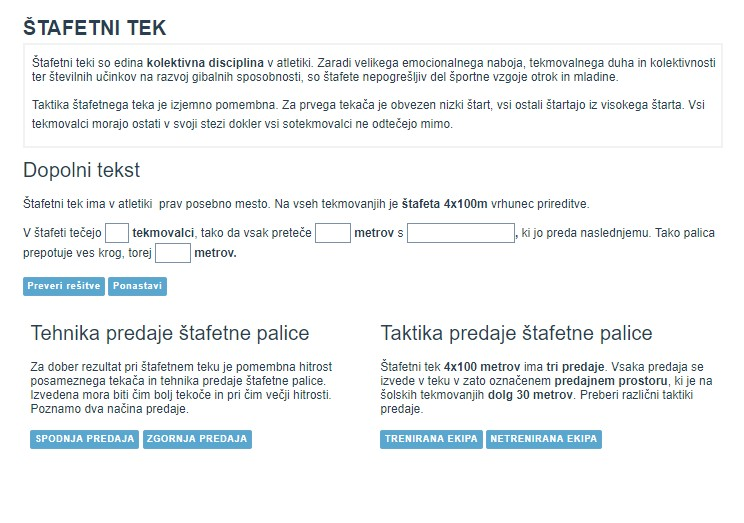 ŠTAFETNI TEK
Štafetni teki so edina kolektivna disciplina v atletiki. Zaradi velikega emocionalnega naboja, tekmovalnega duha in kolektivnosti
ter številnih učinkov na razvoj gibalnih sposobnosti, so štafete nepogrešljiv del športne vzgoje otrok in mladine.
Taktika štafetnega teka je izjemno pomembna. Za prvega tekača je obvezen nizki štart, vsi ostali štartajo iz visokega štarta. Vsi
tekmovalci morajo ostati v svoji stezi dokler vsi sotekmovalci ne odtečejo mimo.
Dopolni tekst
Štafetni tek ima v atletiki prav posebno mesto. Na vseh tekmovanjih je štafeta 4x100m vrhunec prireditve.
V štafeti tečejo tekmovalci, tako da vsak preteče metrov s , ki jo preda naslednjemu. Tako palica
prepotuje ves krog, torej metrov.
Preveri rešitve Ponastavi
Tehnika predaje štafetne palice
Za dober rezultat pri štafetnem teku je pomembna hitrost
posameznega tekača in tehnika predaje štafetne palice.
Izvedena mora biti čim bolj tekoče in pri čim večji hitrosti.
Poznamo dva načina predaje.
SPODNJA PREDAJA ZGORNJA PREDAJA
Taktika predaje štafetne palice
Štafetni tek 4x100 metrov ima tri predaje. Vsaka predaja se
izvede v teku v zato označenem predajnem prostoru, ki je na
šolskih tekmovanjih dolg 30 metrov. Preberi različni taktiki
predaje.
TRENIRANA EKIPA NETRENIRANA EKIPA